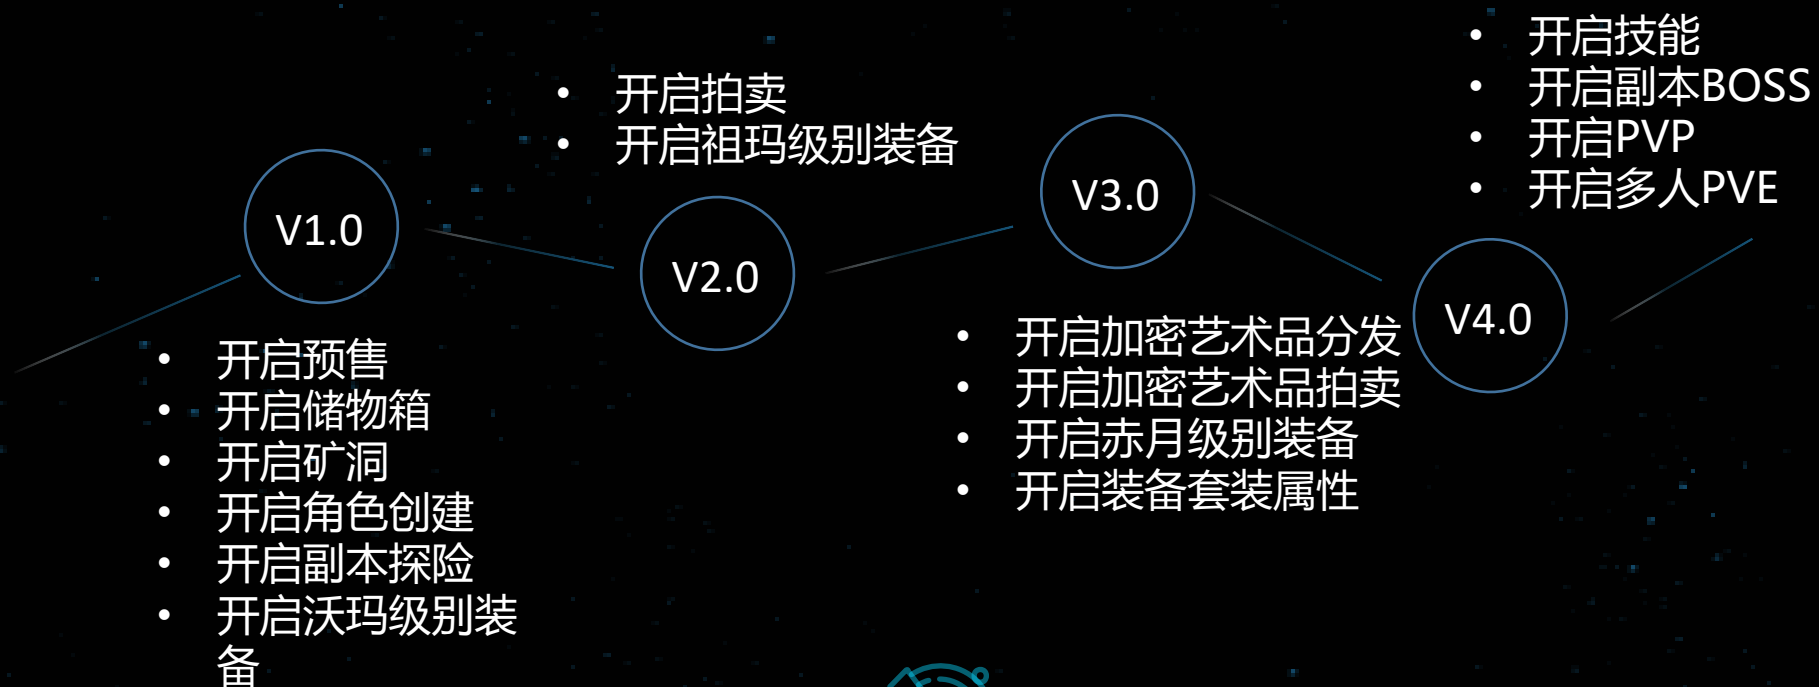 V1.0
• 开启预售
• 开启储物箱
• 开启矿洞
• 开启角色创建
• 开启副本探险
• 开启沃玛级别装
备
• 开启拍卖
• 开启祖玛级别装备
V2.0
V3.0
• 开启加密艺术品分发
• 开启加密艺术品拍卖
• 开启赤月级别装备
• 开启装备套装属性
• 开启技能
• 开启副本BOSS
• 开启PVP
• 开启多人PVE
V4.0